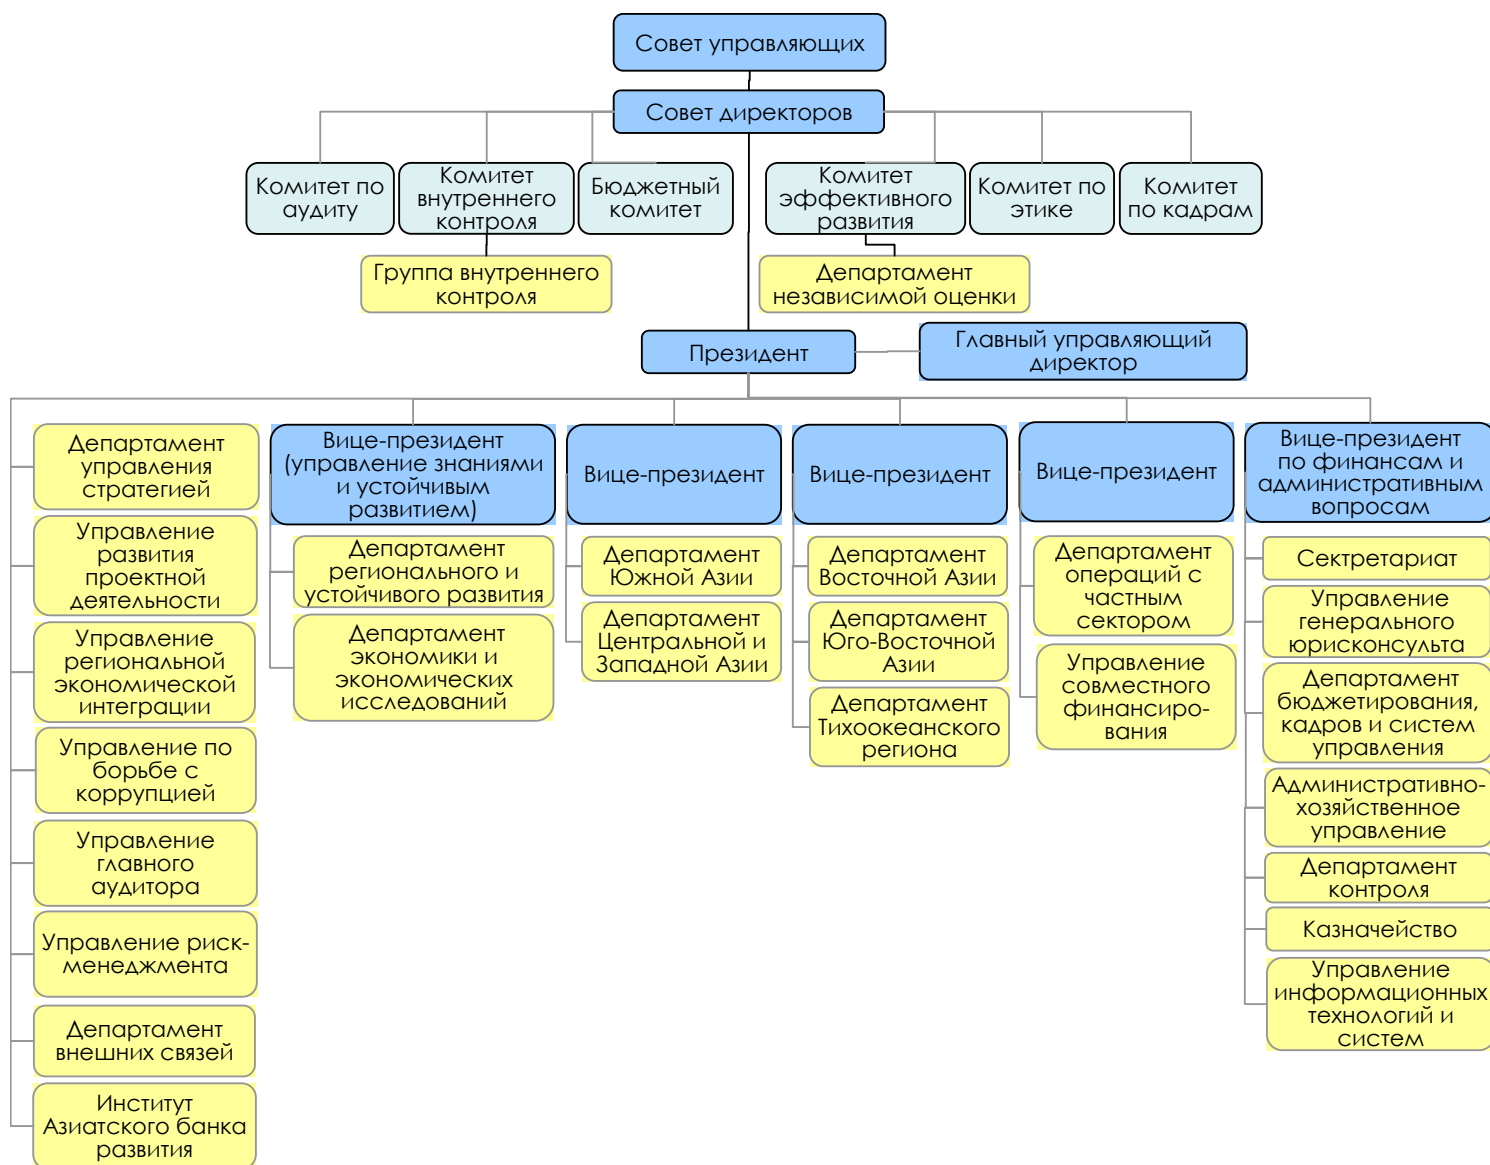 Совет управляющих
Совет директоров
Комитет по
аудиту
Комитет
внутреннего
контроля
Бюджетный
комитет
Комитет
эффективного
развития
Комитет по
этике
Комитет
по кадрам
Группа внутреннего
контроля
Департамент
независимой оценки
Президент
Главный управляющий
директор
Департамент
управления
стратегией
Управление
развития
проектной
деятельности
Управление
региональной
экономической
интеграции
Управление по
борьбе с
коррупцией
Управление
главного
аудитора
Управление риск-
менеджмента
Департамент
внешних связей
Институт
Азиатского банка
развития
Вице-президент
(управление знаниями
и устойчивым
развитием)
Департамент
регионального и
устойчивого развития
Департамент
экономики и
экономических
исследований
Вице-президент
Департамент
Южной Азии
Департамент
Центральной и
Западной Азии
Вице-президент
Департамент
Восточной Азии
Департамент
Юго-Восточной
Азии
Департамент
Тихоокеанского
региона
Вице-президент
Департамент
операций с
частным
сектором
Управление
совместного
финансиро-
вания
Вице-президент
по финансам и
административным
вопросам
Сектретариат
Управление
генерального
юрисконсульта
Департамент
бюджетирования,
кадров и систем
управления
Административно-
хозяйственное
управление
Департамент
контроля
Казначейство
Управление
информационных
технологий и
систем